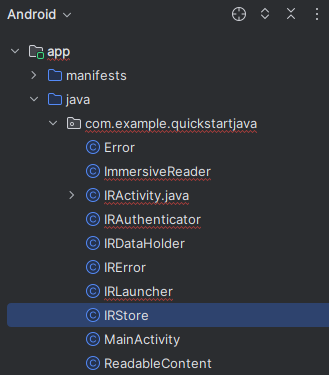 Android
app
manifests
java
com.example.quickstartjava
Error
ImmersiveReader
IRActivity.java
IRAuthenticator
IRDataHolder
IRError
IRLauncher
IRStore
MainActivity
ReadableContent